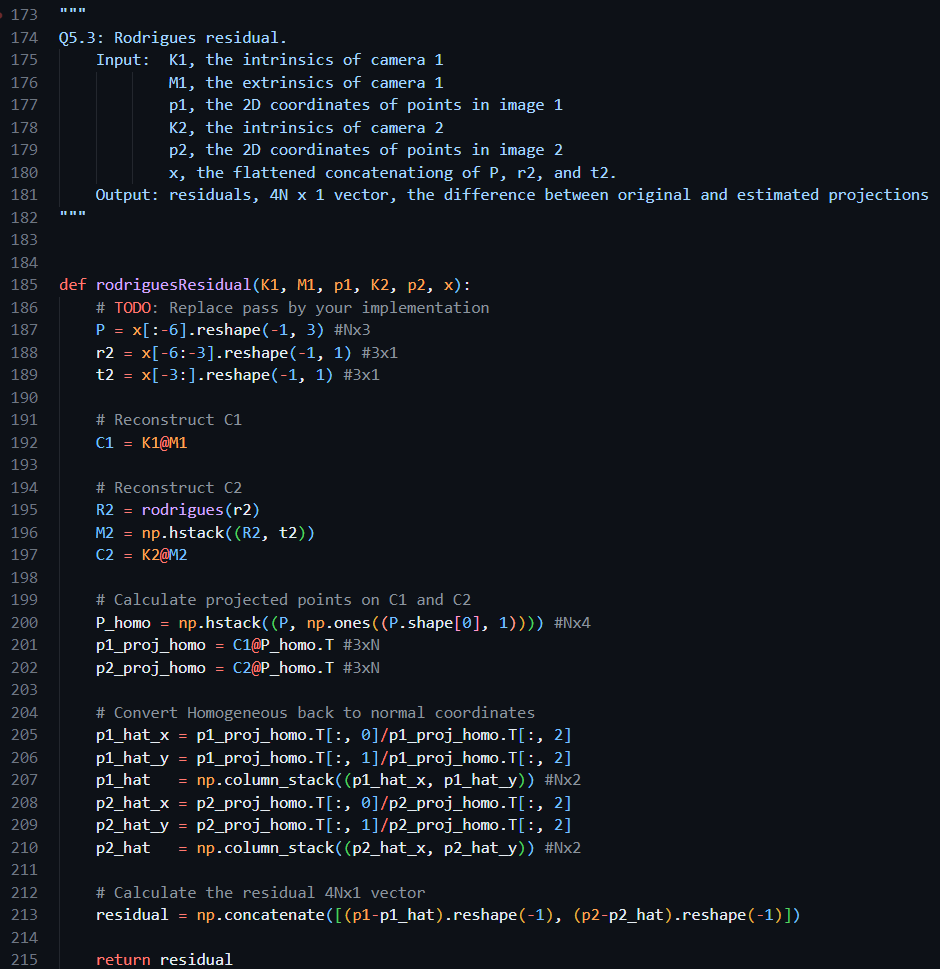 173 """
174 Q5.3: Rodrigues residual.
175     Input:  K1, the intrinsics of camera 1
176             M1, the extrinsics of camera 1
177             p1, the 2D coordinates of points in image 1
178             K2, the intrinsics of camera 2
179             p2, the 2D coordinates of points in image 2
180             x, the flattened concatenationg of P, r2, and t2.
181     Output: residuals, 4N x 1 vector, the difference between original and estimated projections
182 """
183
184
185 def rodriguesResidual(K1, M1, p1, K2, p2, x):
186     # TODO: Replace pass by your implementation
187     P = x[:-6].reshape(-1, 3) #Nx3
188     r2 = x[-6:-3].reshape(-1, 1) #3x1
189     t2 = x[-3:].reshape(-1, 1) #3x1
190
191     # Reconstruct C1
192     C1 = K1@M1
193
194     # Reconstruct C2
195     R2 = rodrigues(r2)
196     M2 = np.hstack((R2, t2))
197     C2 = K2@M2
198
199     # Calculate projected points on C1 and C2
200     P_homo = np.hstack((P, np.ones((P.shape[0], 1)))) #Nx4
201     p1_proj_homo = C1@P_homo.T #3xN
202     p2_proj_homo = C2@P_homo.T #3xN
203
204     # Convert Homogeneous back to normal coordinates
205     p1_hat_x = p1_proj_homo.T[:, 0]/p1_proj_homo.T[:, 2]
206     p1_hat_y = p1_proj_homo.T[:, 1]/p1_proj_homo.T[:, 2]
207     p1_hat   = np.column_stack((p1_hat_x, p1_hat_y)) #Nx2
208     p2_hat_x = p2_proj_homo.T[:, 0]/p2_proj_homo.T[:, 2]
209     p2_hat_y = p2_proj_homo.T[:, 1]/p2_proj_homo.T[:, 2]
210     p2_hat   = np.column_stack((p2_hat_x, p2_hat_y)) #Nx2
211
212     # Calculate the residual 4Nx1 vector
213     residual = np.concatenate([(p1-p1_hat).reshape(-1), (p2-p2_hat).reshape(-1)])
214
215     return residual